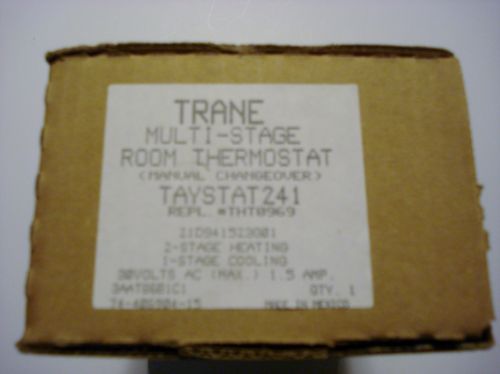 TRANE
MULTI-STAGE
ROOM THERMOSTAT
(MANUAL CHANGEOVER)
TAYSTAT241
REPL. #THT0969
21D941523G01
2-STAGE HEATING
1-STAGE COOLING
30VOLTS AC (MAX.) 1.5 AMP.
QTY. 1
MADE IN MEXICO